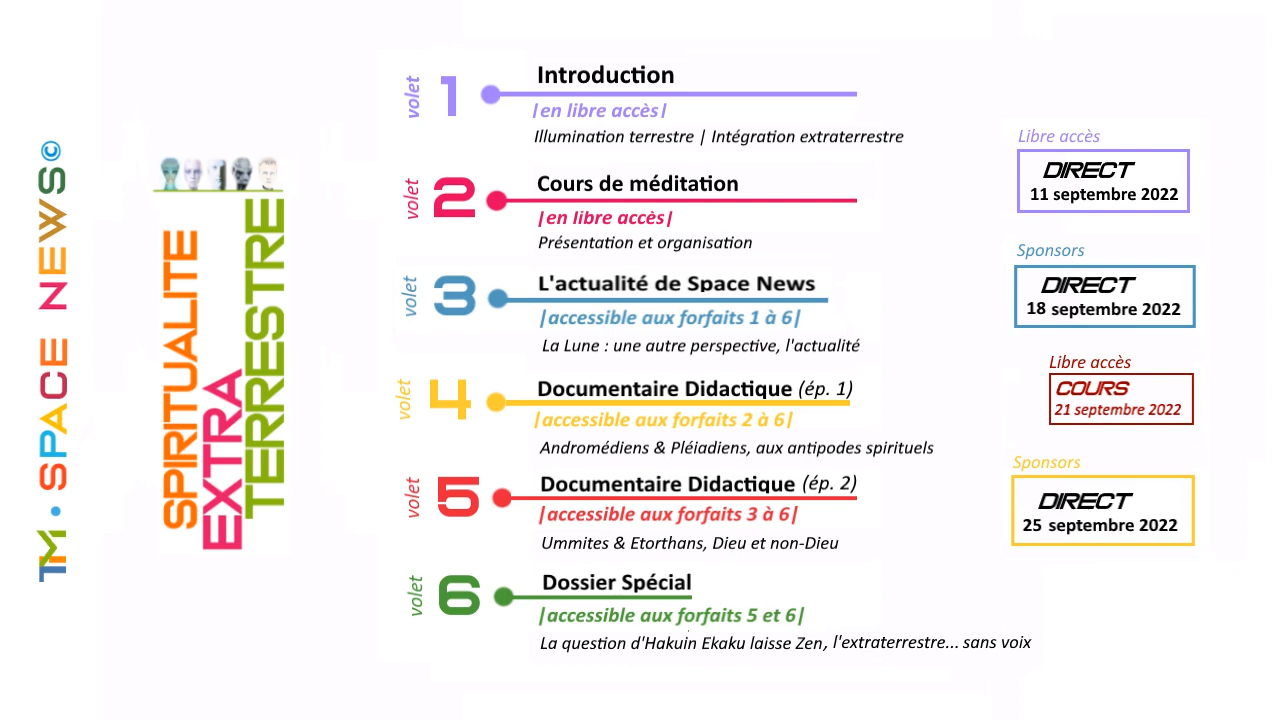 TM • SPACE NEWS©
SPIRITUALITE
EXTRA
TERRESTRE
volet 1
Introduction
|en libre accès|
Illumination terrestre | Intégration extraterrestre
volet 2
Cours de méditation
|en libre accès|
Présentation et organisation
volet 3
L'actualité de Space News
|accessible aux forfaits 1 à 6|
La Lune : une autre perspective, l'actualité
volet 4
Documentaire Didactique (ép. 1)
|accessible aux forfaits 2 à 6|
Andromédiens & Pléiadiens, aux antipodes spirituels
volet 5
Documentaire Didactique (ép. 2)
|accessible aux forfaits 3 à 6|
Ummites & Etorthans, Dieu et non-Dieu
volet 6
Dossier Spécial
|accessible aux forfaits 5 et 6|
La question d'Hakuin Ekaku laisse Zen, l'extraterrestre... sans voix
Libre accès
DIRECT
11 septembre 2022
Sponsors
DIRECT
18 septembre 2022
Libre accès
COURS
21 septembre 2022
Sponsors
DIRECT
25 septembre 2022